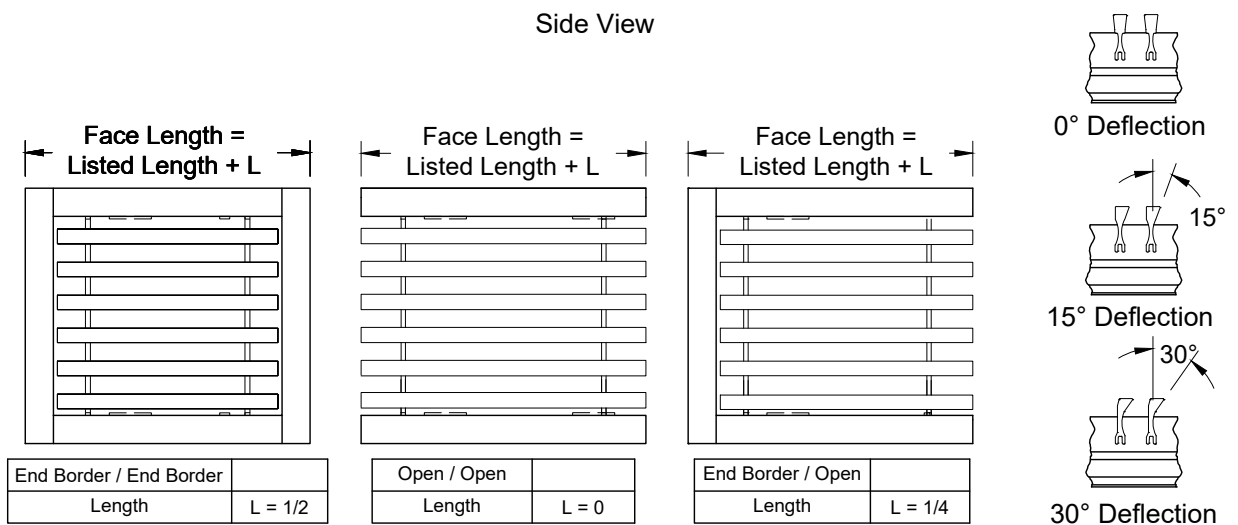 Side View
Face Length =
Listed Length + L
Face Length =
Listed Length + L
Face Length =
Listed Length + L
End Border / End Border
Length L = 1/2
Open / Open
Length L = 0
End Border / Open
Length L = 1/4
0° Deflection
15°
15° Deflection
30°
30° Deflection